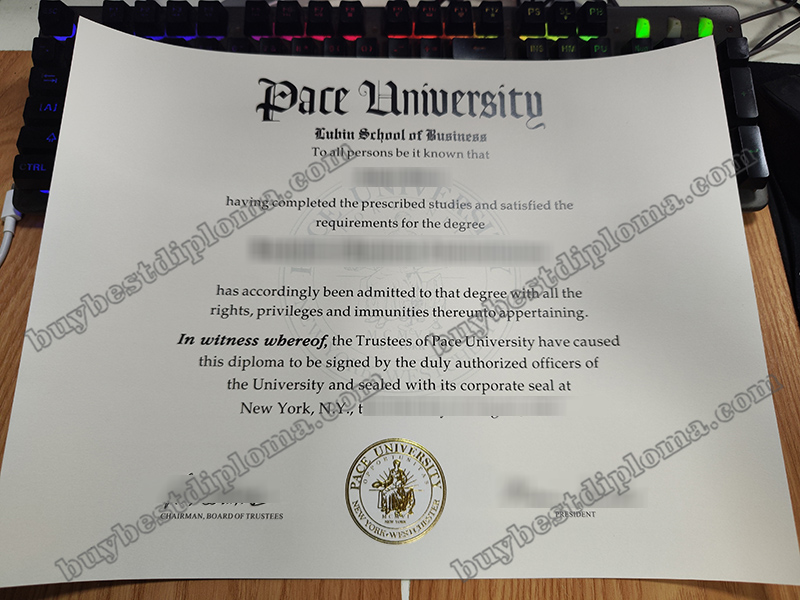 Pace University
Lubin School of Business
To all persons be it known that
having completed the prescribed studies and satisfied the
requirements for the degree
has accordingly been admitted to that degree with all the
rights, privileges and immunities thereunto appertaining.
In witness whereof, the Trustees of Pace University have caused
this diploma to be signed by the duly authorized officers of
the University and sealed with its corporate seal at
New York, N.Y., t
PACE UNIVERSITY
OPPORTUNITAS
NEW YORK
NEW YORK • WESTCHESTER
CHAIRMAN, BOARD OF TRUSTEES
PRESIDENT
buybestdiploma.com
buybestdiploma.com
buybestdiploma.com
buybestdiploma.com
CTRL